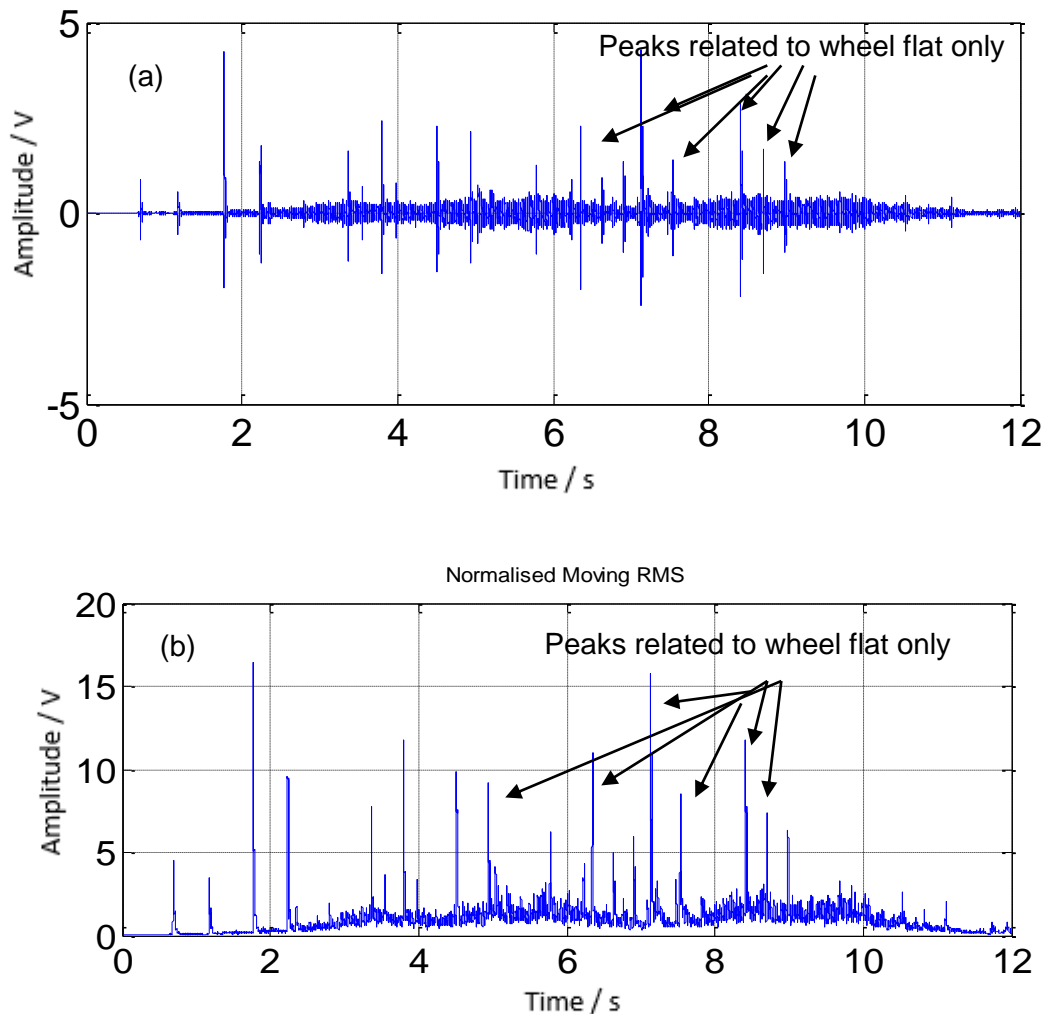 5
Peaks related to wheel flat only
(a)
Amplitude / V
0
-5
0 2 4 6 8 10 12
Time / s
Normalised Moving RMS
20
(b)
Peaks related to wheel flat only
15
Amplitude / V
10
5
0
0 2 4 6 8 10 12
Time / s